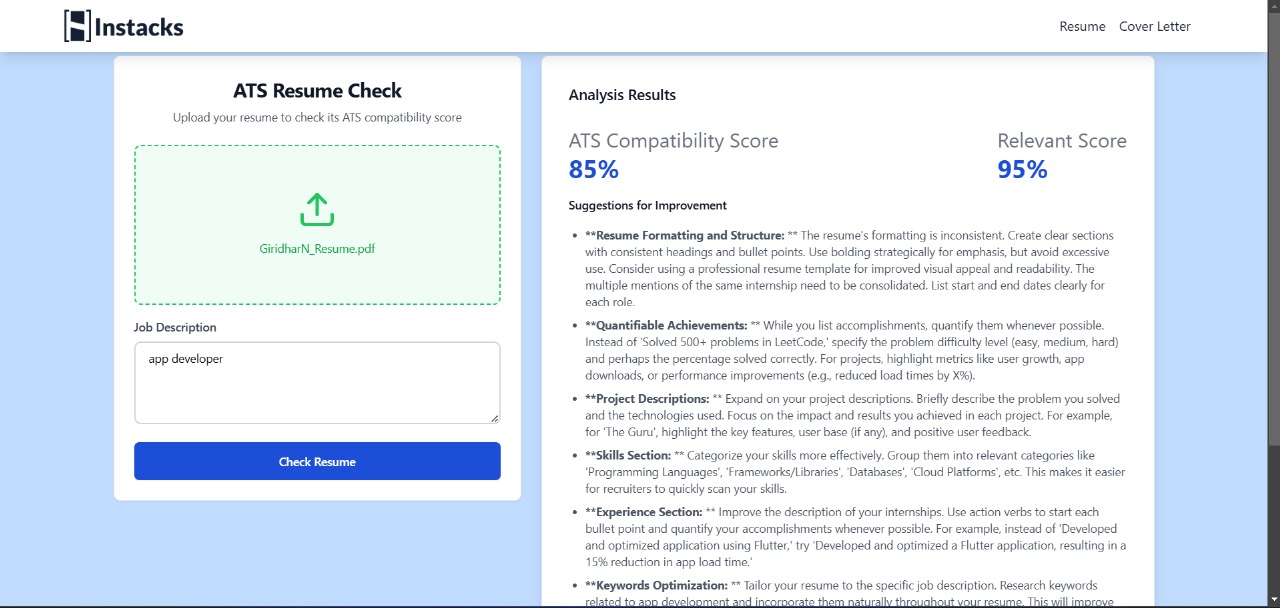 Instacks
Resume Cover Letter
ATS Resume Check
Upload your resume to check its ATS compatibility score
GiridharN_Resume.pdf
Job Description
app developer
Check Resume
Analysis Results
ATS Compatibility Score
85%
Relevant Score
95%
Suggestions for Improvement
• **Resume Formatting and Structure: ** The resume's formatting is inconsistent. Create clear sections
with consistent headings and bullet points. Use bolding strategically for emphasis, but avoid excessive
use. Consider using a professional resume template for improved visual appeal and readability. The
multiple mentions of the same internship need to be consolidated. List start and end dates clearly for
each role.
• **Quantifiable Achievements: ** While you list accomplishments, quantify them whenever possible.
Instead of 'Solved 500+ problems in LeetCode,' specify the problem difficulty level (easy, medium, hard)
and perhaps the percentage solved correctly. For projects, highlight metrics like user growth, app
downloads, or performance improvements (e.g., reduced load times by X%).
• **Project Descriptions: ** Expand on your project descriptions. Briefly describe the problem you solved
and the technologies used. Focus on the impact and results you achieved in each project. For example,
for 'The Guru', highlight the key features, user base (if any), and positive user feedback.
• **Skills Section: ** Categorize your skills more effectively. Group them into relevant categories like
'Programming Languages', 'Frameworks/Libraries', 'Databases', 'Cloud Platforms', etc. This makes it easier
for recruiters to quickly scan your skills.
• **Experience Section: ** Improve the description of your internships. Use action verbs to start each
bullet point and quantify your accomplishments whenever possible. For example, instead of 'Developed
and optimized application using Flutter,' try 'Developed and optimized a Flutter application, resulting in a
15% reduction in app load time.'
• **Keywords Optimization: ** Tailor your resume to the specific job description. Research keywords
related to app development and incorporate them naturally throughout your resume. This will improve